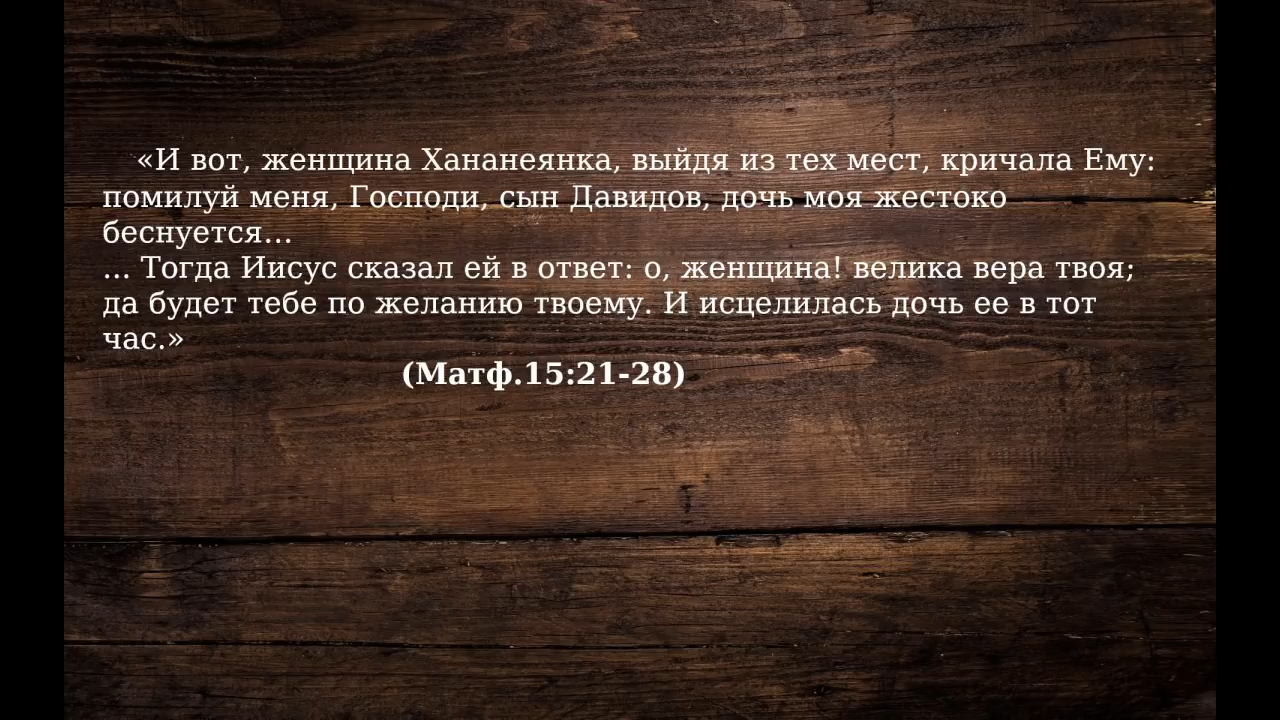 «И вот, женщина Хананеянка, выйдя из тех мест, кричала Ему:
помилуй меня, Господи, сын Давидов, дочь моя жестоко
беснуется…
… Тогда Иисус сказал ей в ответ: о, женщина! велика вера твоя;
да будет тебе по желанию твоему. И исцелилась дочь ее в тот
час.»
(Матф.15:21-28)